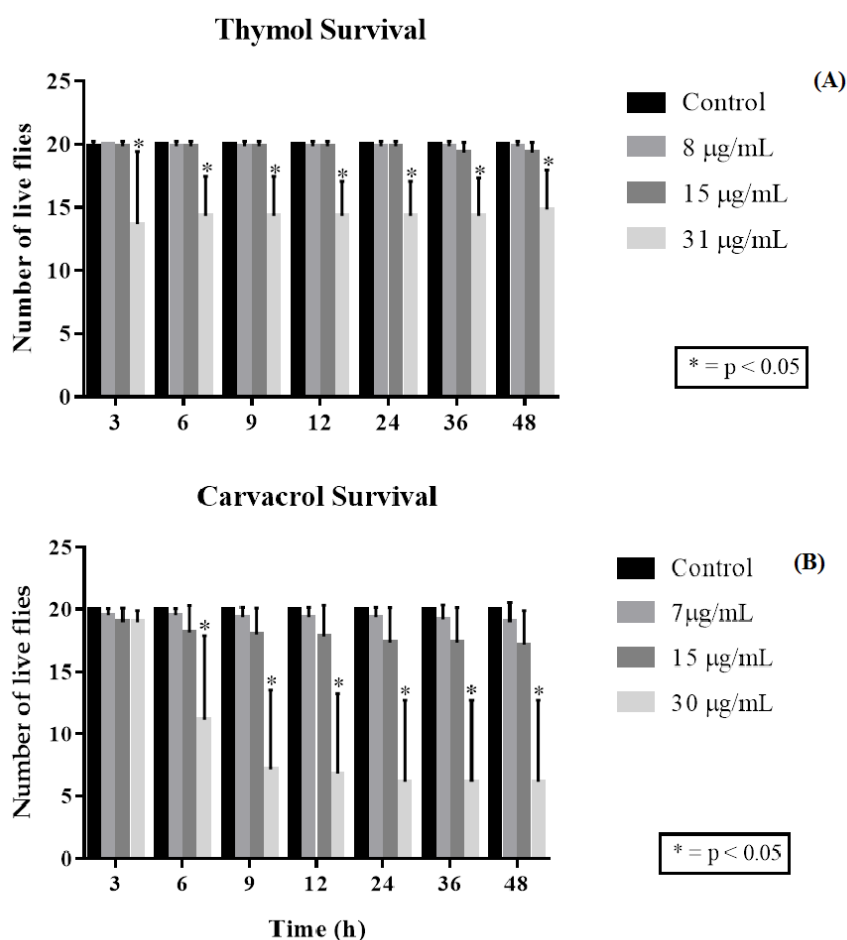 Thymol Survival
(A)
Number of live flies
25
20
15
10
5
0
* * * * * * *
3 6 9 12 24 36 48
Control
8 μg/mL
15 μg/mL
31 μg/mL
* = p < 0.05
Carvacrol Survival
(B)
Number of live flies
25
20
15
10
5
0
* * * * * *
3 6 9 12 24 36 48
Time (h)
Control
7μg/mL
15 μg/mL
30 μg/mL
* = p < 0.05